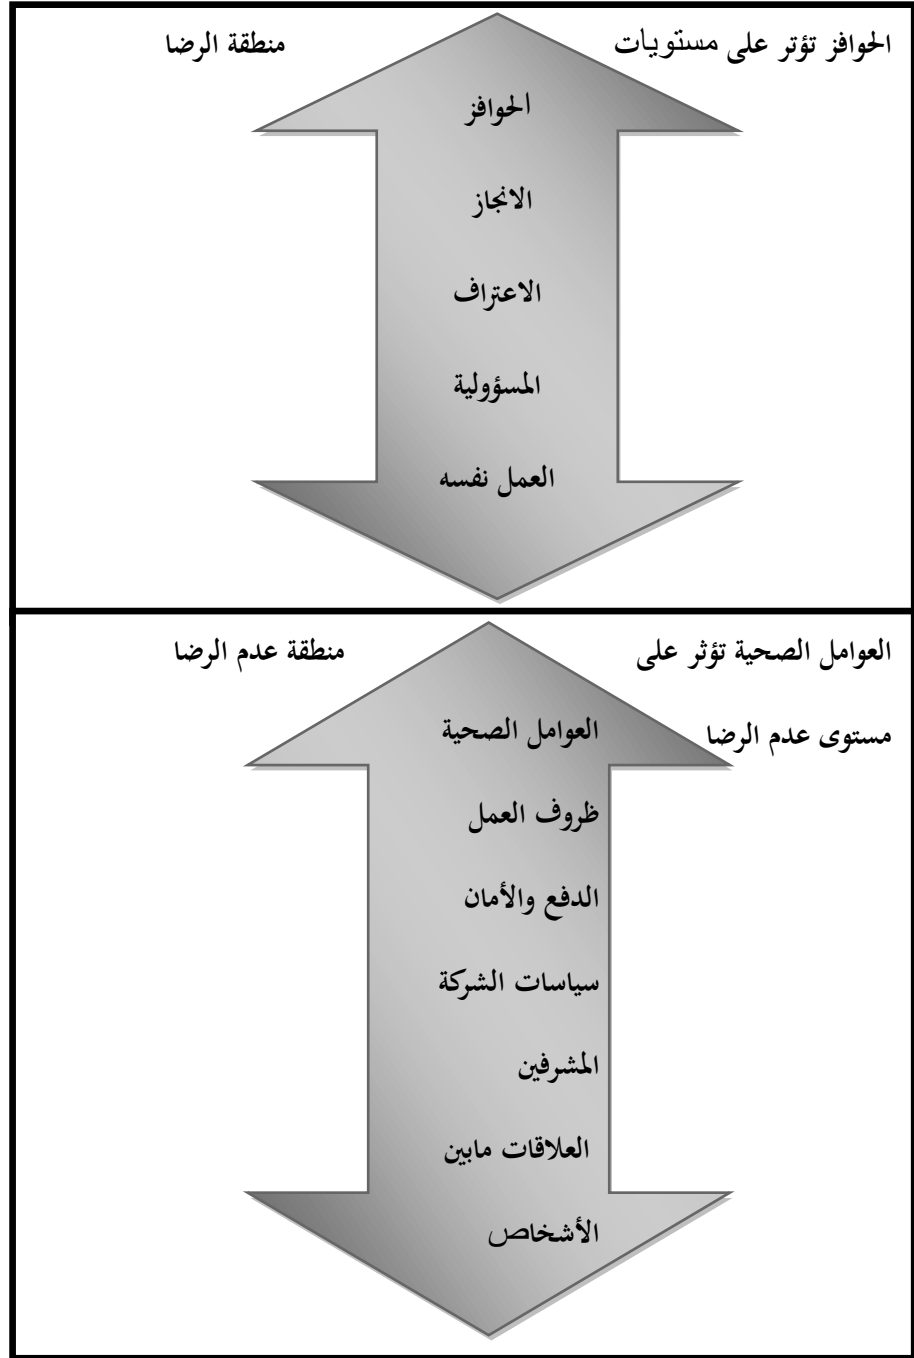 الحوافز تؤتر على مستويات
منطقة الرضا
الحوافز
الانجاز
الاعتراف
المسؤولية
العمل نفسه
العوامل الصحية تؤثر على
مستوى عدم الرضا
منطقة عدم الرضا
العوامل الصحية
ظروف العمل
الدفع والأمان
سياسات الشركة
المشرفين
العلاقات مابين
الأشخاص